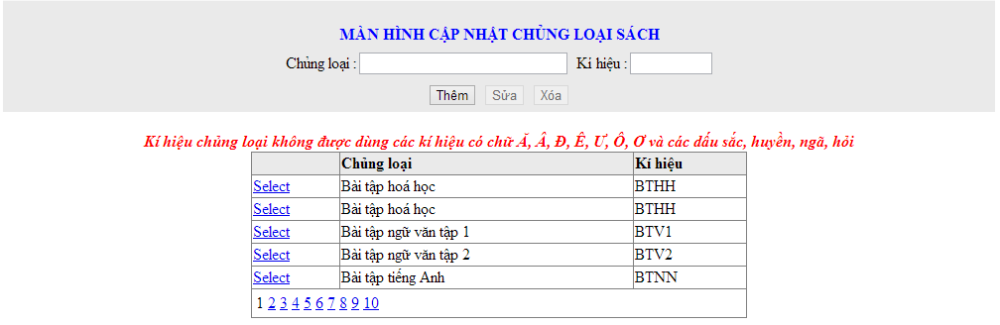 MÀN HÌNH CẬP NHẬT CHỦNG LOẠI SÁCH
Chủng loại : Kí hiệu :
Thêm Sửa Xóa
Kí hiệu chủng loại không được dùng các kí hiệu có chữ Ă, Â, Đ, Ê, Ư, Ô, Ơ và các dấu sắc, huyền, ngã, hỏi
Chủng loại Kí hiệu
Select Bài tập hoá học BTHH
Select Bài tập hoá học BTHH
Select Bài tập ngữ văn tập 1 BTV1
Select Bài tập ngữ văn tập 2 BTV2
Select Bài tập tiếng Anh BTNN
1 2 3 4 5 6 7 8 9 10